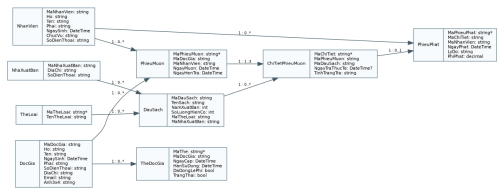 NhanVien
MaNhanVien: string
Ho: string
Ten: string
Phai: string
NgaySinh: DateTime
ChucVu: string
SoDienThoai: string
NhaXuatBan
MaNhaXuatBan: string
DiaChi: string
SoDienThoai: string
TheLoai
MaTheLoai: string*
TenTheLoai: string
DocGia
MaDocGia: string
Ho: string
Ten: string
NgaySinh: DateTime
Phai: string
SoDienThoai: string
DiaChi: string
Email: string
AnhJinh: string
PhieuMuon
MaPhieuMuon: string*
MaDocGia: string
MaNhanVien: string
NgayMuon: DateTime
NgayHenTra: DateTime
DauSach
MaDauSach: string
TenSach: string
NamXuatBan: int
SoLuongHienCo: int
MaTheLoai: string
MaNhaXuatBan: string
TheDocGia
MaThe: string*
MaDocGia: string
NgayCap: DateTime
HanSuDung: DateTime
DaDongLePhi: bool
TrangThai: bool
ChiTietPhieuMuon
MaChiTiet: string*
MaPhieuMuon: string
MaDauSach: string
NgayTraThucTe: DateTime?
TinhTrangTra: string
PhieuPhat
MaPhieuPhat: string*
MaChiTiet: string
MaNhanVien: string
NgayPhat: DateTime
LyDo: string
PhiPhat: decimal
1..0..*
1..0..*
1..0..*
1..0..*
1..0..*
1..0..*
1..1..3
1..0..*
1..0..1